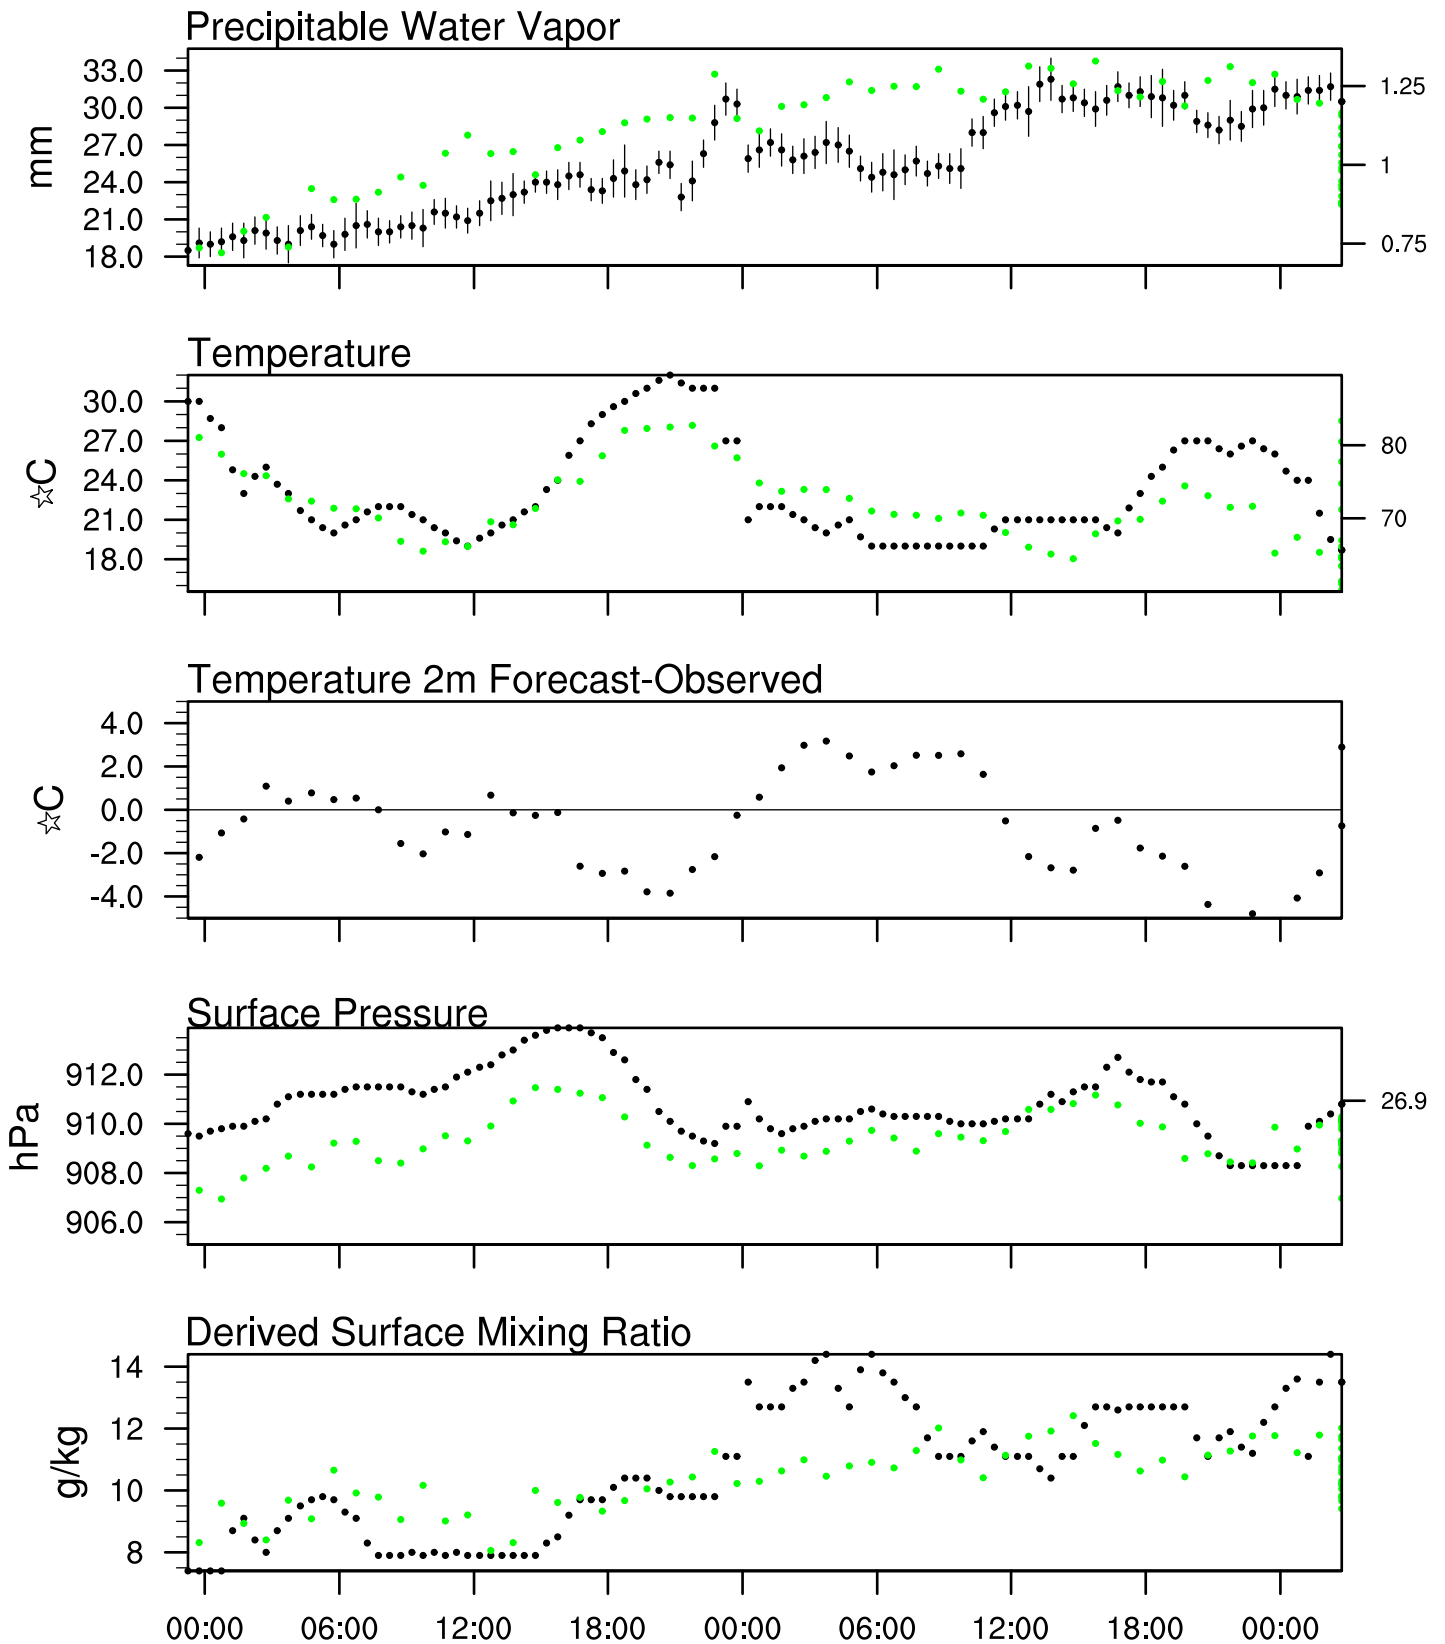 Precipitable Water Vapor
33.0
30.0
27.0
24.0
21.0
18.0
mm
1.25
1
0.75
Temperature
30.0
27.0
24.0
21.0
18.0
☆C
80
70
Temperature 2m Forecast-Observed
4.0
2.0
0.0
-2.0
-4.0
☆C
Surface Pressure
912.0
910.0
908.0
906.0
hPa
26.9
Derived Surface Mixing Ratio
14
12
10
8
g/kg
00:00 06:00 12:00 18:00 00:00 06:00 12:00 18:00 00:00